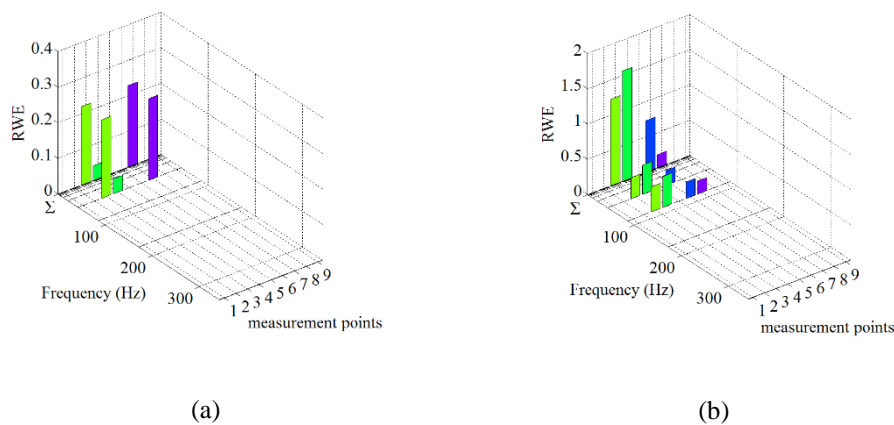 0.4
0.3
0.2
0.1
0
RWE
Σ
100
200
300
Frequency (Hz)
1 2 3 4 5 6 7 8 9
measurement points
(a)
2
1.5
1
0.5
0
RWE
Σ
100
200
300
Frequency (Hz)
1 2 3 4 5 6 7 8 9
measurement points
(b)